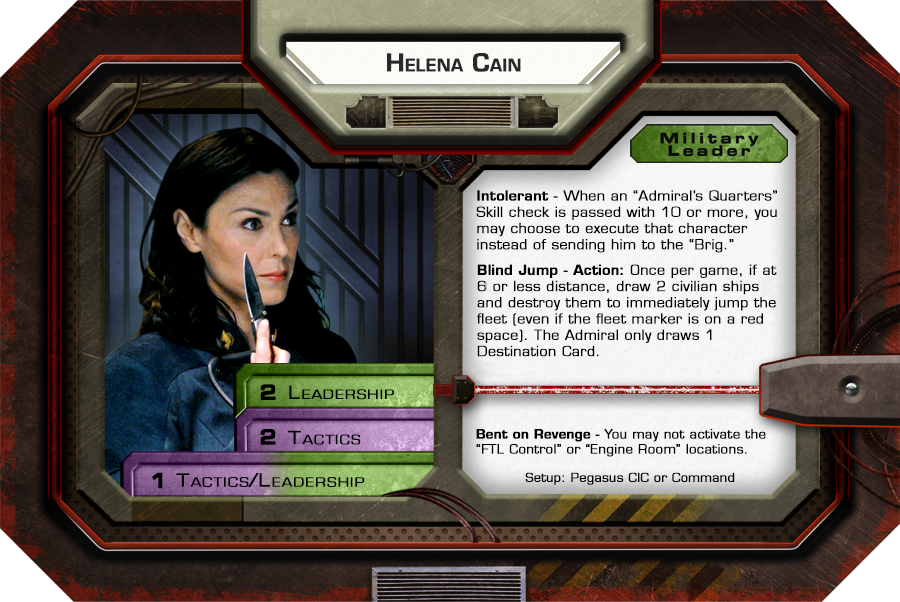 Helena Cain
Military
Leader
Intolerant - When an “Admiral’s Quarters”
Skill check is passed with 10 or more, you
may choose to execute that character
instead of sending him to the “Brig.”
Blind Jump - Action: Once per game, if at
6 or less distance, draw 2 civilian ships
and destroy them to immediately jump the
fleet (even if the fleet marker is on a red
space). The Admiral only draws 1
Destination Card.
2 Leadership
2 Tactics
1 Tactics/Leadership
Bent on Revenge - You may not activate the
“FTL Control” or “Engine Room” locations.
Setup: Pegasus CIC or Command